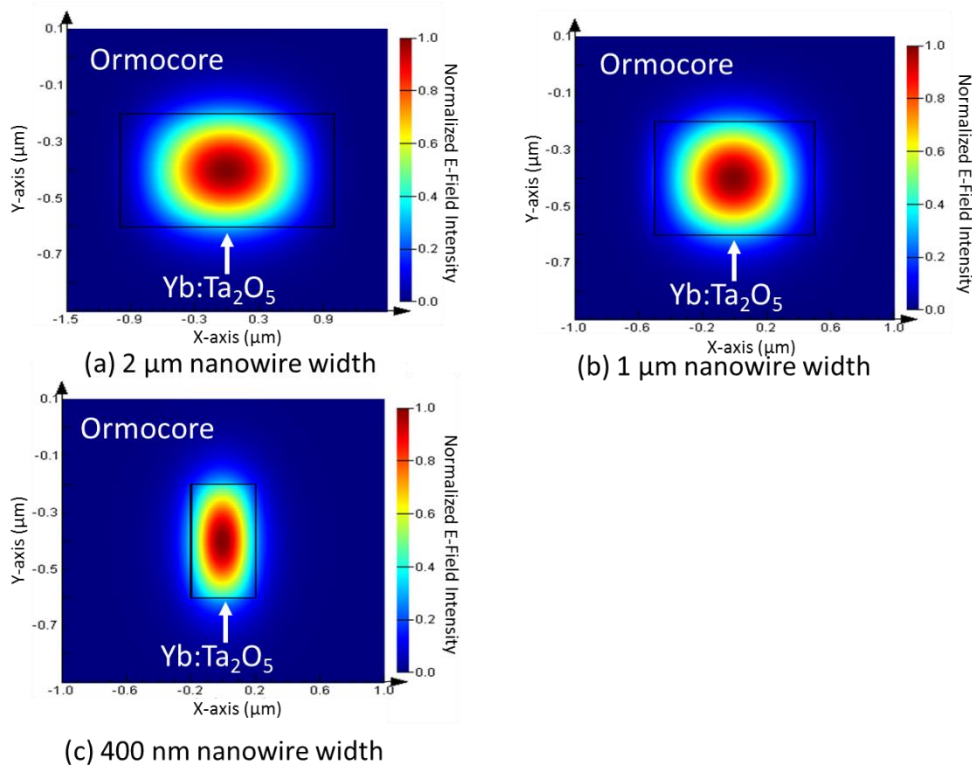 0.1
-0.1
-0.3
-0.5
-0.7
Y-axis (µm)
Ormocore
Yb:Ta₂O₅
-1.5 -0.9 -0.3 0.3 0.9
X-axis (µm)
1.0
0.8
0.6
0.4
0.2
0.0
Normalized E-Field Intensity
(a) 2 µm nanowire width
0.1
-0.1
-0.3
-0.5
-0.7
Y-axis (µm)
Ormocore
Yb:Ta₂O₅
-1.0 -0.6 -0.2 0.2 0.6 1.0
X-axis (µm)
1.0
0.8
0.6
0.4
0.2
0.0
Normalized E-Field Intensity
(b) 1 µm nanowire width
0.1
-0.1
-0.3
-0.5
-0.7
Y-axis (µm)
Ormocore
Yb:Ta₂O₅
-1.0 -0.6 -0.2 0.2 0.6 1.0
X-axis (µm)
1.0
0.8
0.6
0.4
0.2
0.0
Normalized E-Field Intensity
(c) 400 nm nanowire width